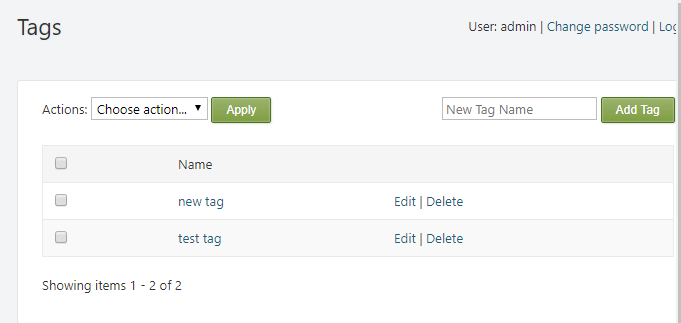 Tags
User: admin | Change password |
Actions: Choose action... Apply New Tag Name Add Tag
Name
new tag Edit | Delete
test tag Edit | Delete
Showing items 1 - 2 of 2